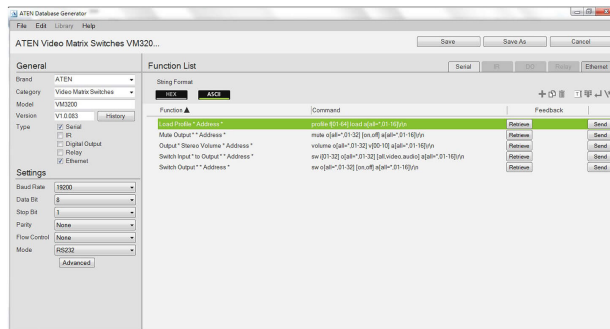 ATEN Database Generator
File Edit Library Help
ATEN Video Matrix Switches VM320...
Save Save As Cancel
General
Brand ATEN
Category Video Matrix Switches
Model VM3200
Version V1.0.083 History
Type Serial
IR
Digital Output
Relay
Ethernet
Settings
Baud Rate 19200
Data Bit 8
Stop Bit 1
Parity None
Flow Control None
Mode RS232
Advanced
Function List
Serial IR DO Relay Ethernet
String Format
HEX ASCII
Function Command Feedback
Load Profile * Address * profile f[01-64] load a[all=*,01-16]\r\n Retrieve Send
Mute Output * * Address * mute o[all=*,01-32] [on,off] a[all=*,01-16]\r\n Retrieve Send
Output * Stereo Volume * Address * volume o[all=*,01-32] v[00-10] a[all=*,01-16]\r\n Retrieve Send
Switch Input * to Output * * Address * sw i[01-32] o[all=*,01-32] [all,video,audio] a[all=*,01-16]\r\n Retrieve Send
Switch Output * * Address * sw o[all=*,01-32] [on,off] a[all=*,01-16]\r\n Retrieve Send